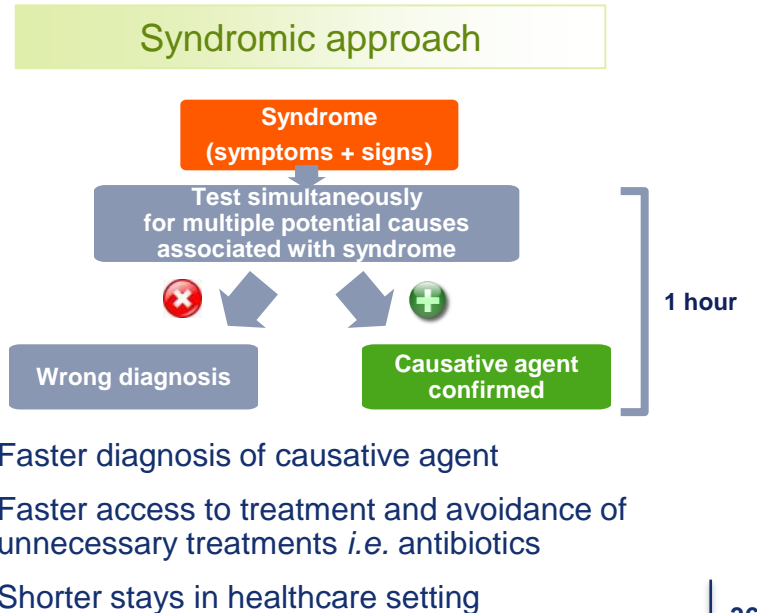 Syndromic approach
Syndrome
(symptoms + signs)
Test simultaneously
for multiple potential causes
associated with syndrome
1 hour
Wrong diagnosis
Causative agent
confirmed
Faster diagnosis of causative agent
Faster access to treatment and avoidance of
unnecessary treatments i.e. antibiotics
Shorter stays in healthcare setting